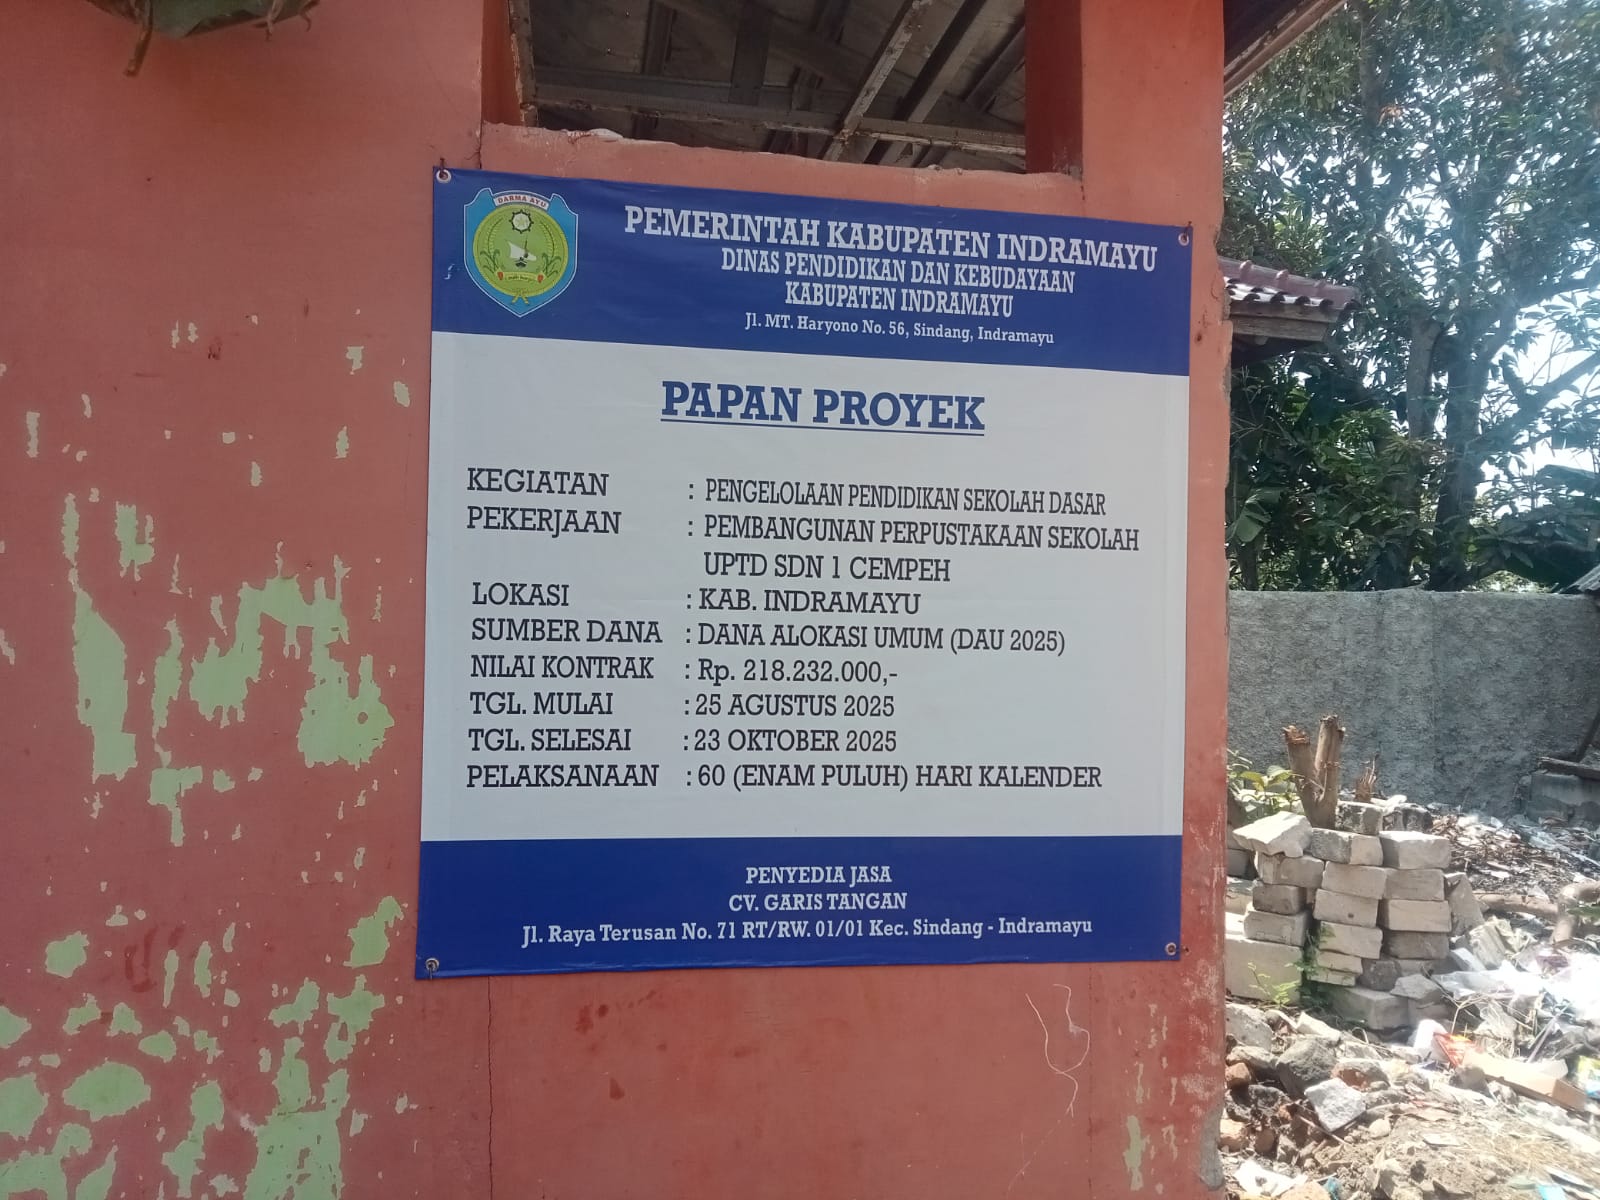 DARMA AYU
PEMERINTAH KABUPATEN INDRAMAYU
DINAS PENDIDIKAN DAN KEBUDAYAAN
KABUPATEN INDRAMAYU
Jl. MT. Haryono No. 56, Sindang, Indramayu
PAPAN PROYEK
KEGIATAN : PENGELOLAAN PENDIDIKAN SEKOLAH DASAR
PEKERJAAN : PEMBANGUNAN PERPUSTAKAAN SEKOLAH
UPTD SDN 1 CEMPEH
LOKASI : KAB. INDRAMAYU
SUMBER DANA : DANA ALOKASI UMUM (DAU 2025)
NILAI KONTRAK : Rp. 218.232.000,-
TGL. MULAI : 25 AGUSTUS 2025
TGL. SELESAI : 23 OKTOBER 2025
PELAKSANAAN : 60 (ENAM PULUH) HARI KALENDER
PENYEDIA JASA
CV. GARIS TANGAN
Jl. Raya Terusan No. 71 RT/RW. 01/01 Kec. Sindang - Indramayu